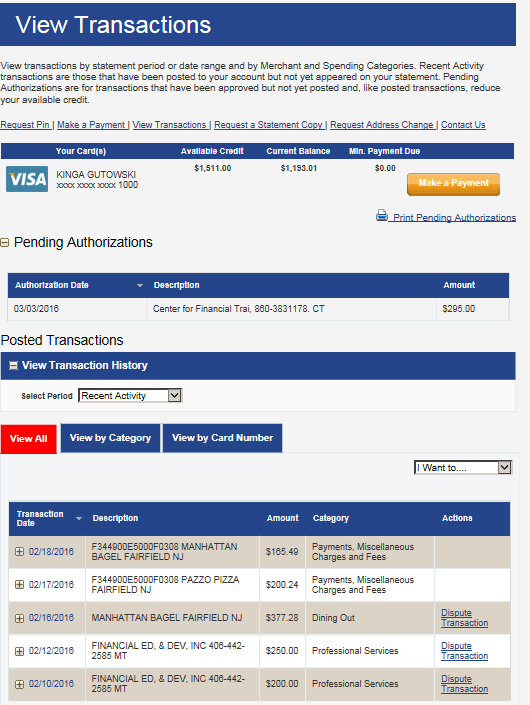 View Transactions
View transactions by statement period or date range and by Merchant and Spending Categories. Recent Activity
transactions are those that have been posted to your account but not yet appeared on your statement. Pending
Authorizations are for transactions that have been approved but not yet posted and, like posted transactions, reduce
your available credit.
Request Pin | Make a Payment | View Transactions | Request a Statement Copy | Request Address Change | Contact Us
Your Card(s) Available Credit Current Balance Min. Payment Due
VISA KINGA GUTOWSKI $1,511.00 $1,193.01 $0.00
xxxx xxxx xxxx 1000
Make a Payment
Print Pending Authorizations
Pending Authorizations
Authorization Date Description Amount
03/03/2016 Center for Financial Trai, 860-3831178. CT $295.00
Posted Transactions
View Transaction History
Select Period Recent Activity
View All View by Category View by Card Number
I Want to....
Transaction
Date Description Amount Category Actions
02/18/2016 F344900E5000F0308 MANHATTAN $165.49 Payments, Miscellaneous
BAGEL FAIRFIELD NJ Charges and Fees
02/17/2016 F344900E5000F0308 PAZZO PIZZA $200.24 Payments, Miscellaneous
FAIRFIELD NJ Charges and Fees
02/16/2016 MANHATTAN BAGEL FAIRFIELD NJ $377.28 Dining Out Dispute
Transaction
02/12/2016 FINANCIAL ED, & DEV, INC 406-442- $250.00 Professional Services Dispute
2585 MT Transaction
02/10/2016 FINANCIAL ED, & DEV, INC 406-442- $200.00 Professional Services Dispute
2585 MT Transaction